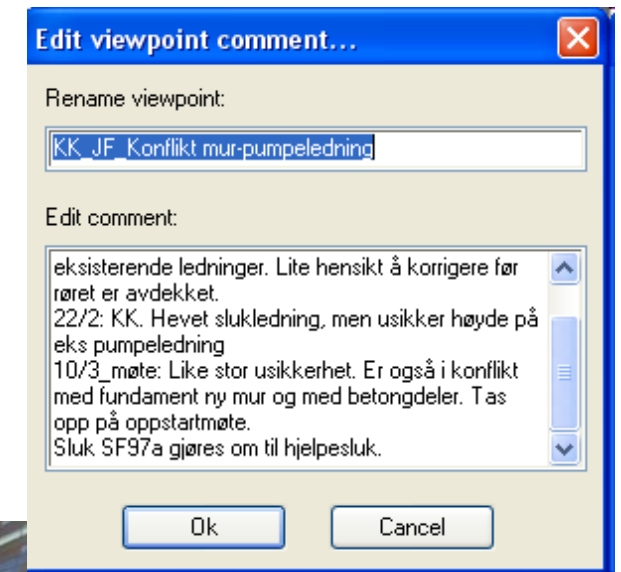 Edit viewpoint comment...
Rename viewpoint:
KK_JF_Konflikt mur-pumpeledning
Edit comment:
eksisterende ledninger. Lite hensikt å korrigere før
røret er avdekket.
22/2: KK. Hevet slukledning, men usikker høyde på
eks pumpeledning
10/3_møte: Like stor usikkerhet. Er også i konflikt
med fundament ny mur og med betongdeler. Tas
opp på oppstartmøte.
Sluk SF97a gjøres om til hjelpesluk.
Ok
Cancel